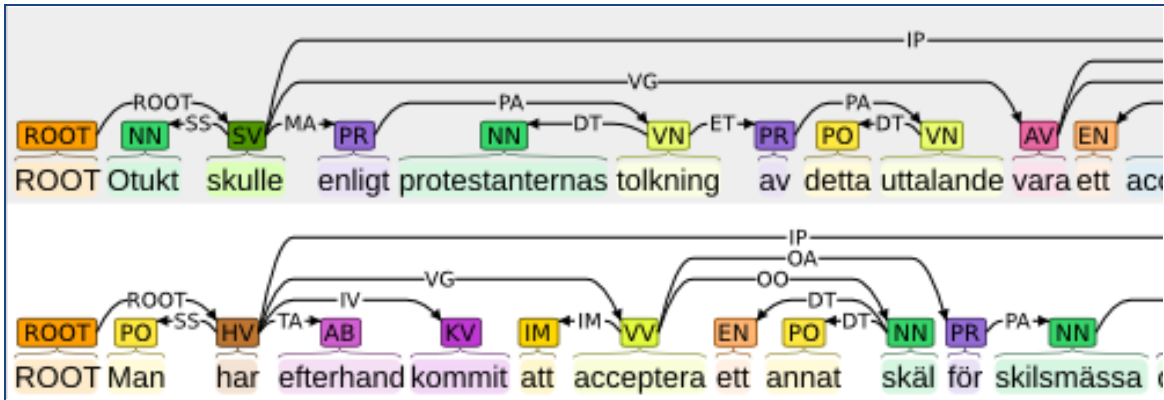 IP
VG
ROOT PA PA
SS MA DT ET DT
ROOT NN SV PR NN VN PR PO VN AV EN
ROOT Otukt skulle enligt protestanternas tolkning av detta uttalande vara ett
IP
OA
VG OO
ROOT IV DT
SS TA IM DT PA
ROOT PO HV AB KV IM VV EN PO NN PR NN
ROOT Man har efterhand kommit att acceptera ett annat skäl för skilsmässa